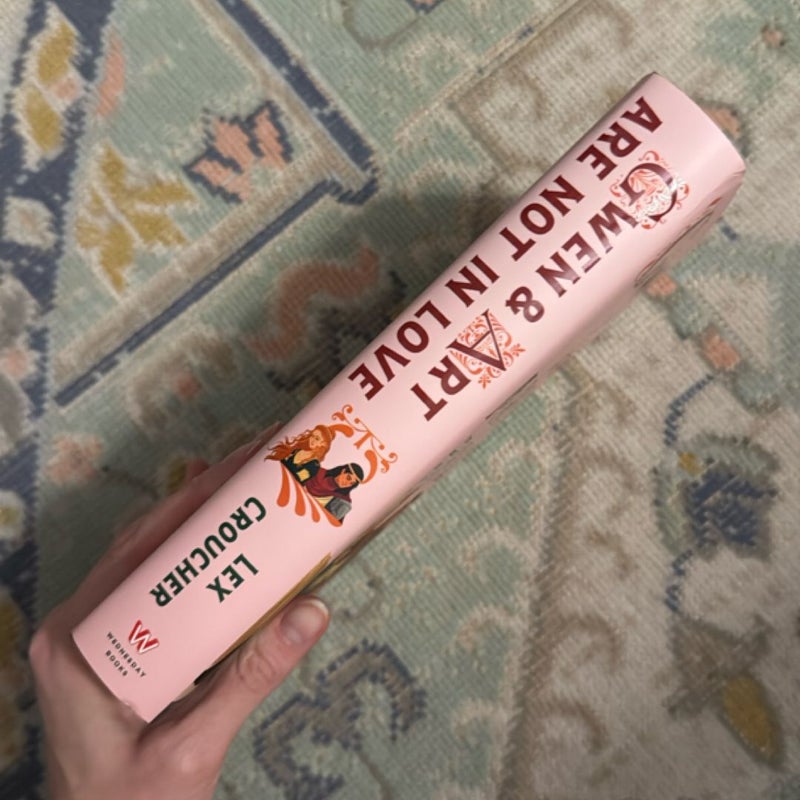 GWEN & ART
ARE NOT IN LOVE
LEX
CROUCHER
W
WEDNESDAY
BOOKS